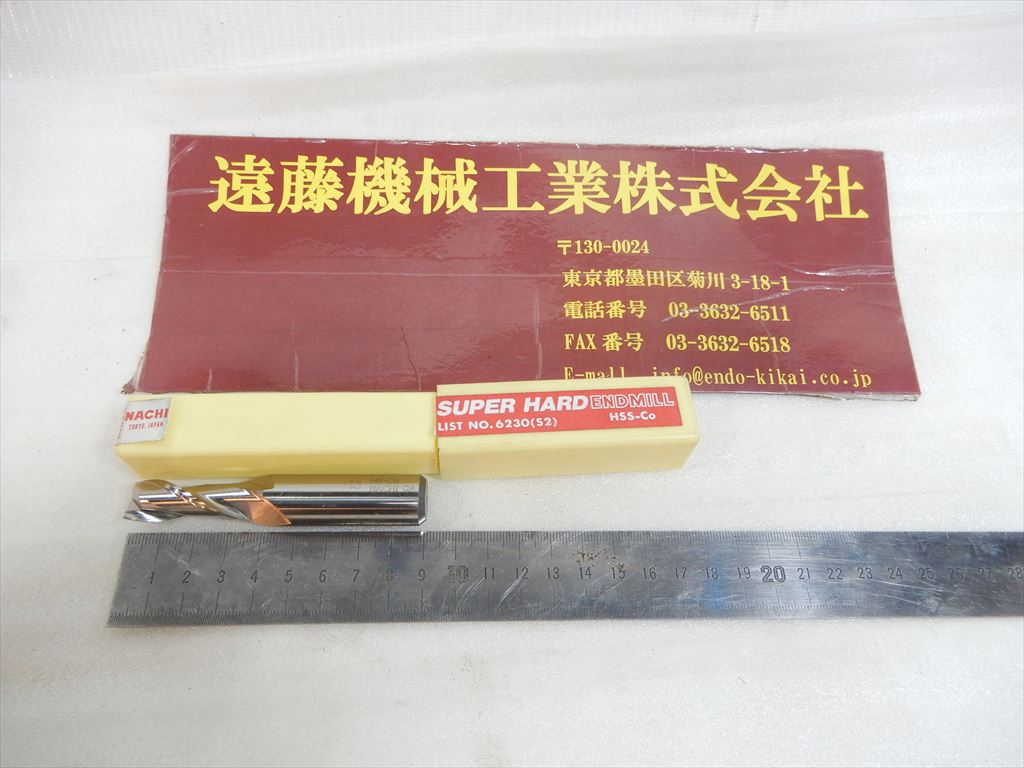 遠藤機械工業株式会社
〒130-0024
東京都墨田区菊川 3-18-1
電話番号 03-3632-6511
FAX 番号 03-3632-6518
E-mail info@endo-kikai.co.jp
NACHI
TOKYO, JAPAN
SUPER HARD ENDMILL
LIST NO. 6230(S2) HSS-Co
NACHI
1 2 3 4 5 6 7 8 9 10 11 12 13 14 15 16 17 18 19 20 21 22 23 24 25 26 27 28